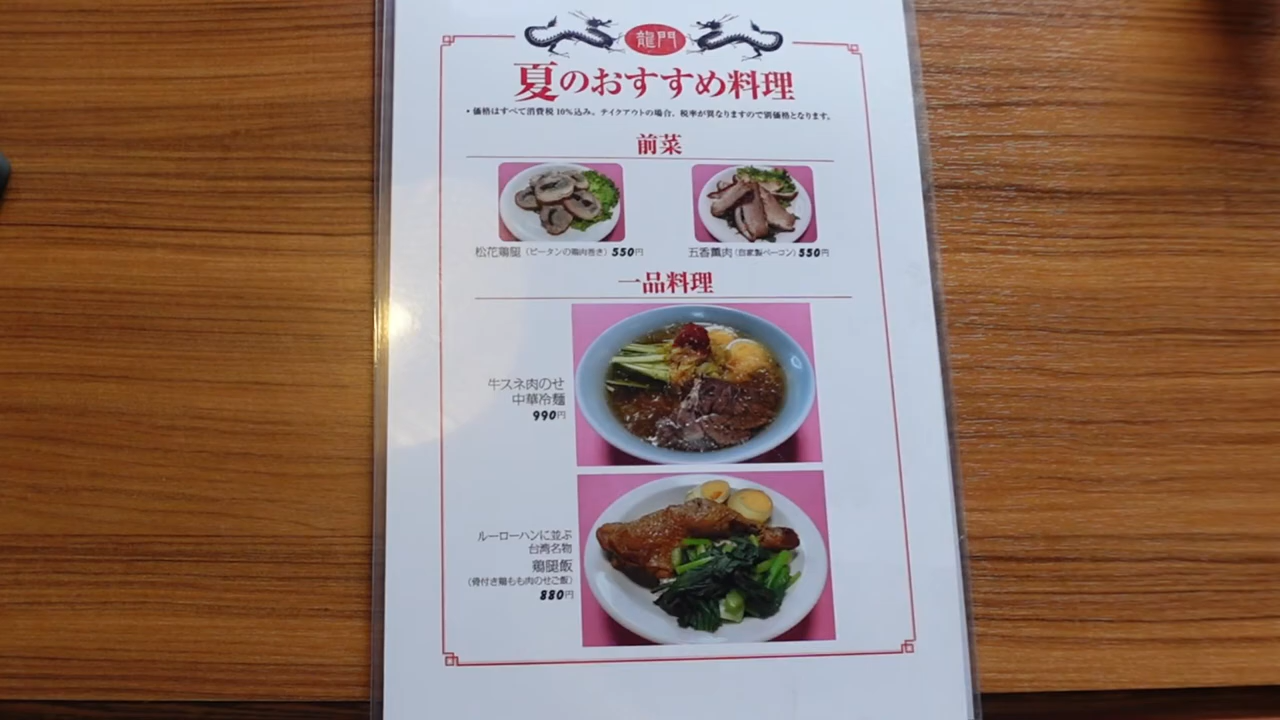 龍門
夏のおすすめ料理
・価格はすべて消費税10%込み。テイクアウトの場合、税率が異なりますので別価格となります。
前菜
松花鶏腿（ピータンの鶏肉巻き）550円
五香薫肉（自家製ベーコン）550円
一品料理
牛スネ肉のせ
中華冷麺
990円
ルーローハンに並ぶ
台湾名物
鶏腿飯
（骨付き鶏もも肉のせご飯）
880円